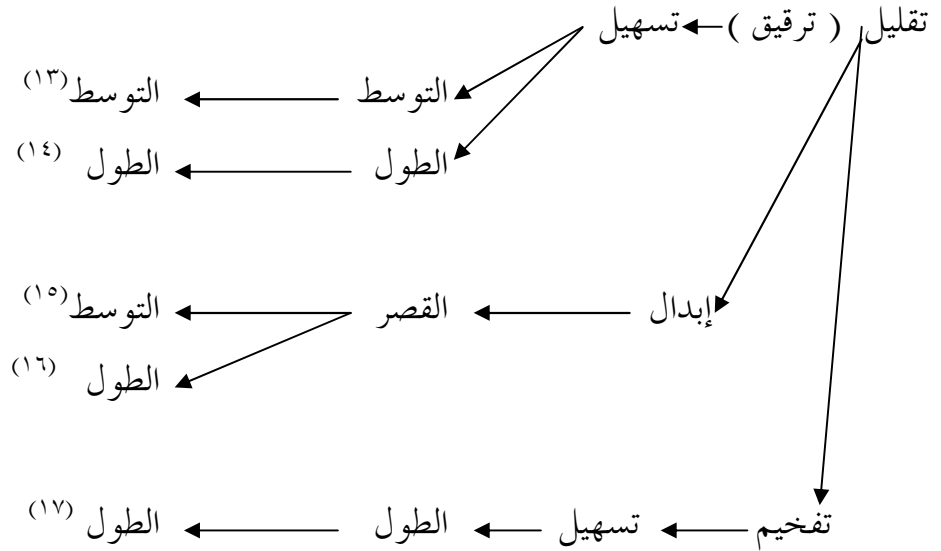 تقليل ( ترقيق ) تسهيل
التوسط التوسط(١٣)
الطول الطول (١٤)
إبدال القصر التوسط(١٥)
الطول (١٦)
تفخيم تسهيل الطول الطول (١٧)